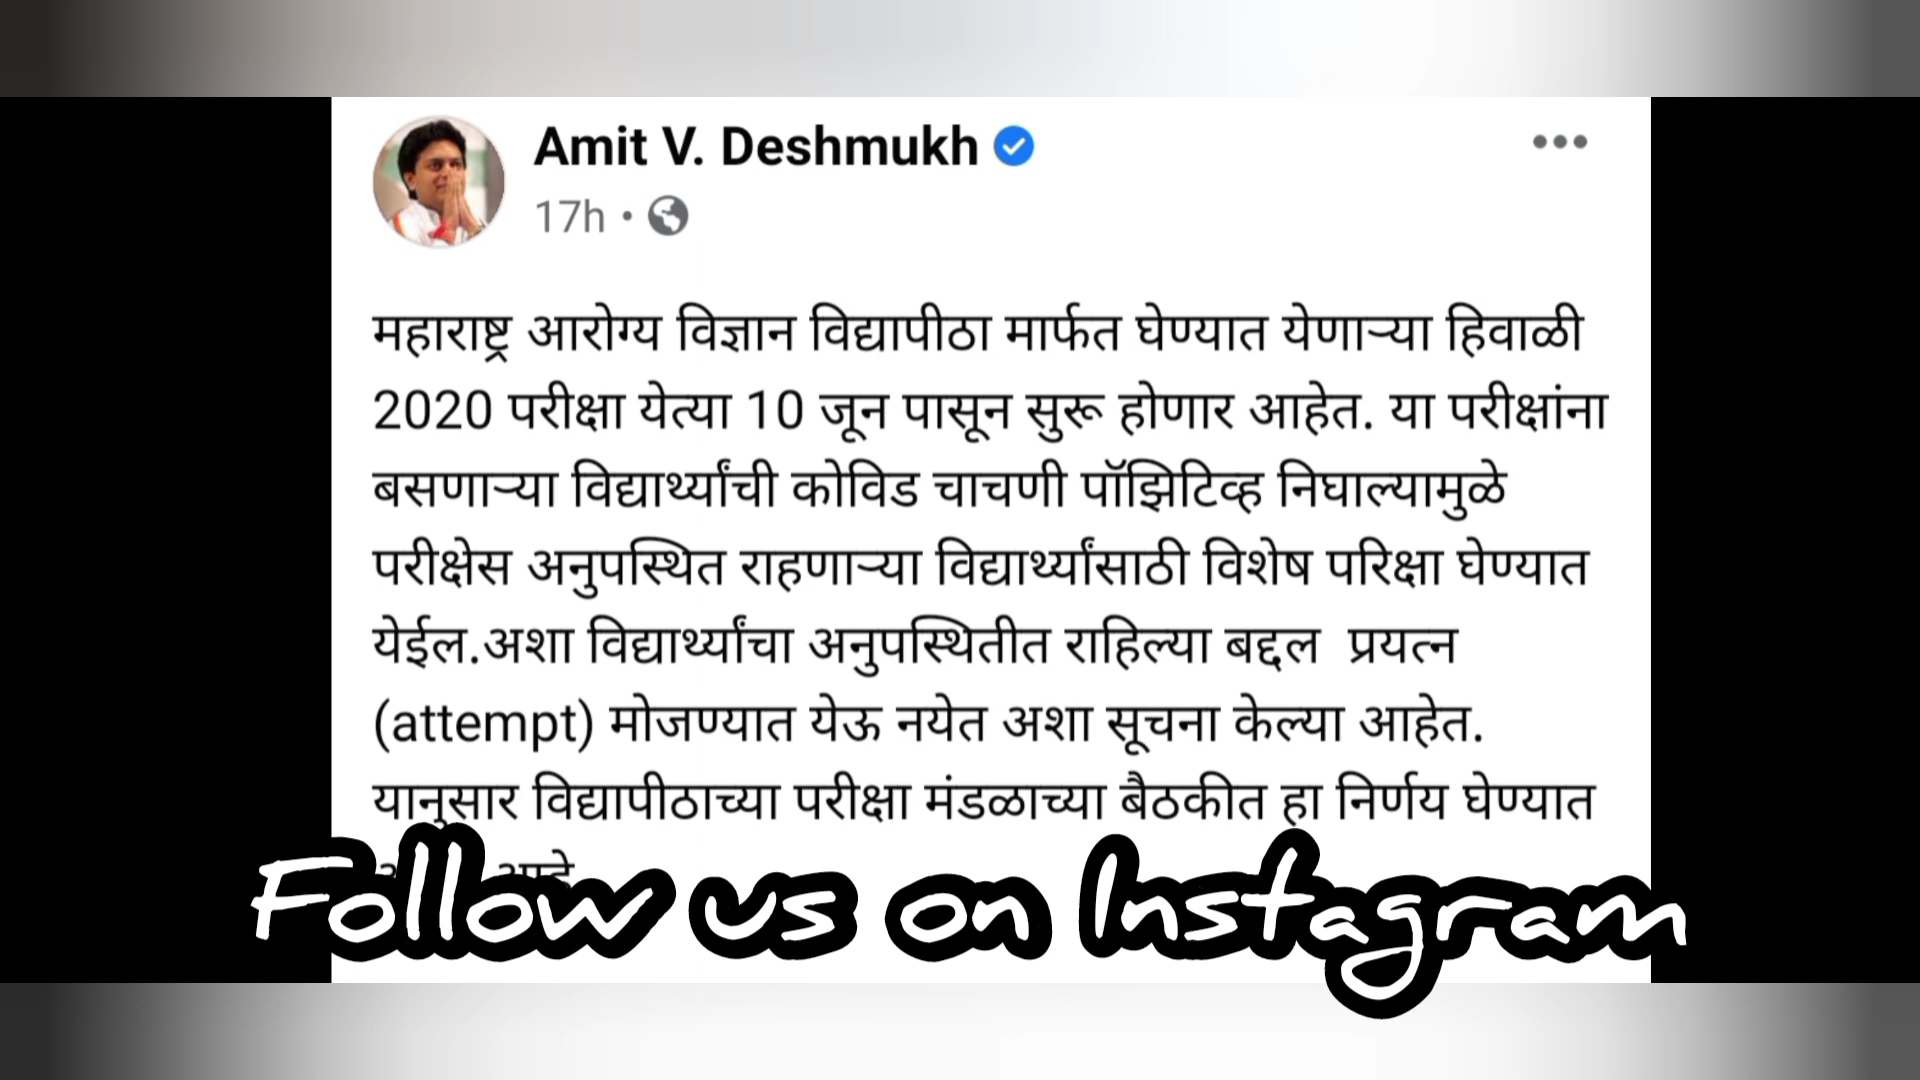 Amit V. Deshmukh
17h
महाराष्ट्र आरोग्य विज्ञान विद्यापीठा मार्फत घेण्यात येणाऱ्या हिवाळी
2020 परीक्षा येत्या 10 जून पासून सुरू होणार आहेत. या परीक्षांना
बसणाऱ्या विद्यार्थ्यांची कोविड चाचणी पॉझिटिव्ह निघाल्यामुळे
परीक्षेस अनुपस्थित राहणाऱ्या विद्यार्थ्यांसाठी विशेष परिक्षा घेण्यात
येईल.अशा विद्यार्थ्यांचा अनुपस्थितीत राहिल्या बद्दल प्रयत्न
(attempt) मोजण्यात येऊ नयेत अशा सूचना केल्या आहेत.
यानुसार विद्यापीठाच्या परीक्षा मंडळाच्या बैठकीत हा निर्णय घेण्यात
Follow us on Instagram